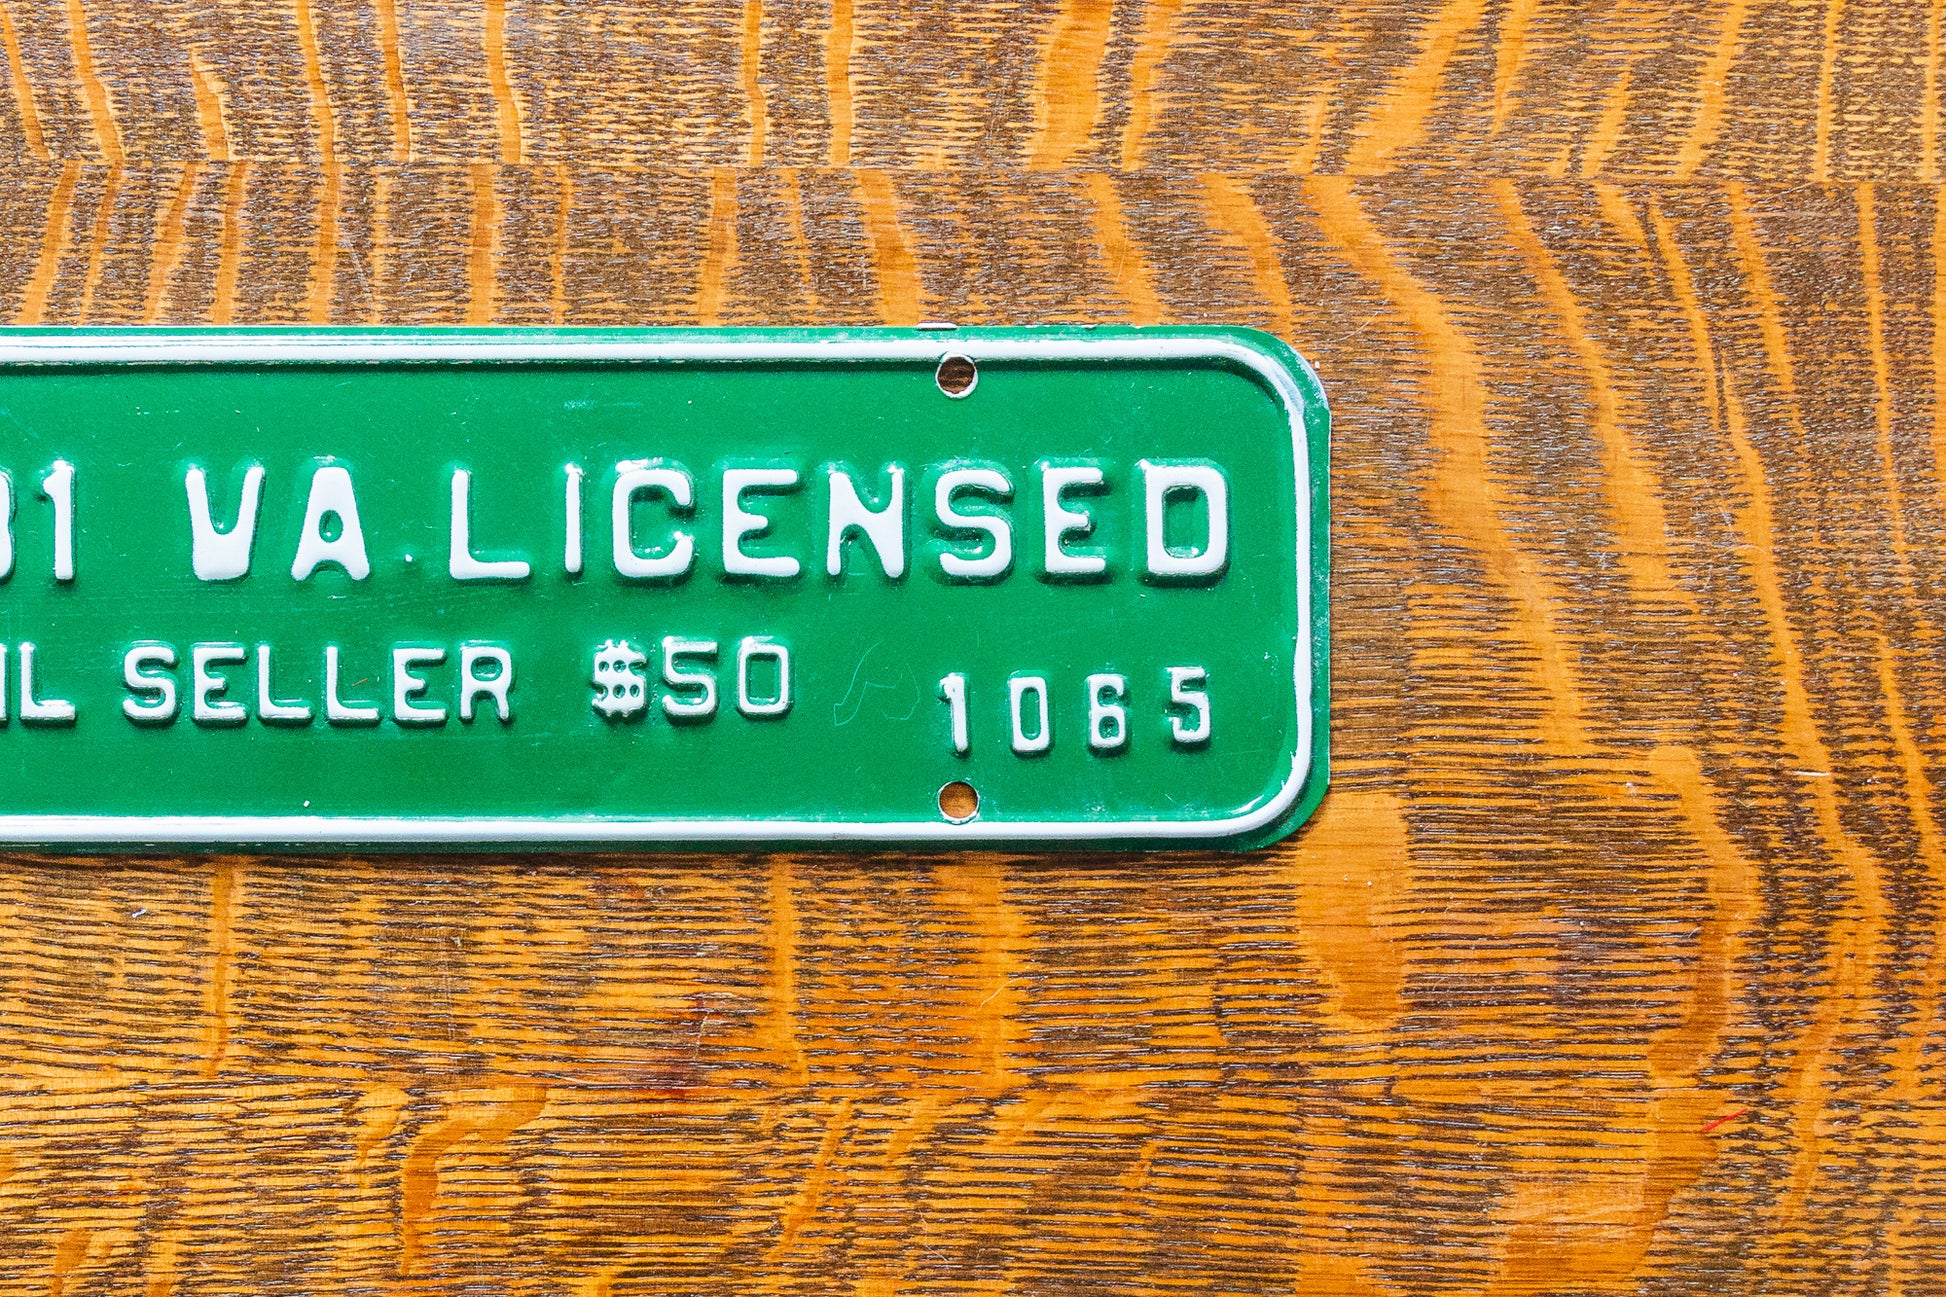 31 VA.LICENSED
IL SELLER $50 1065